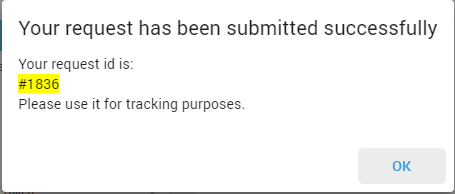 Your request has been submitted successfully
Your request id is:
#1836
Please use it for tracking purposes.
OK